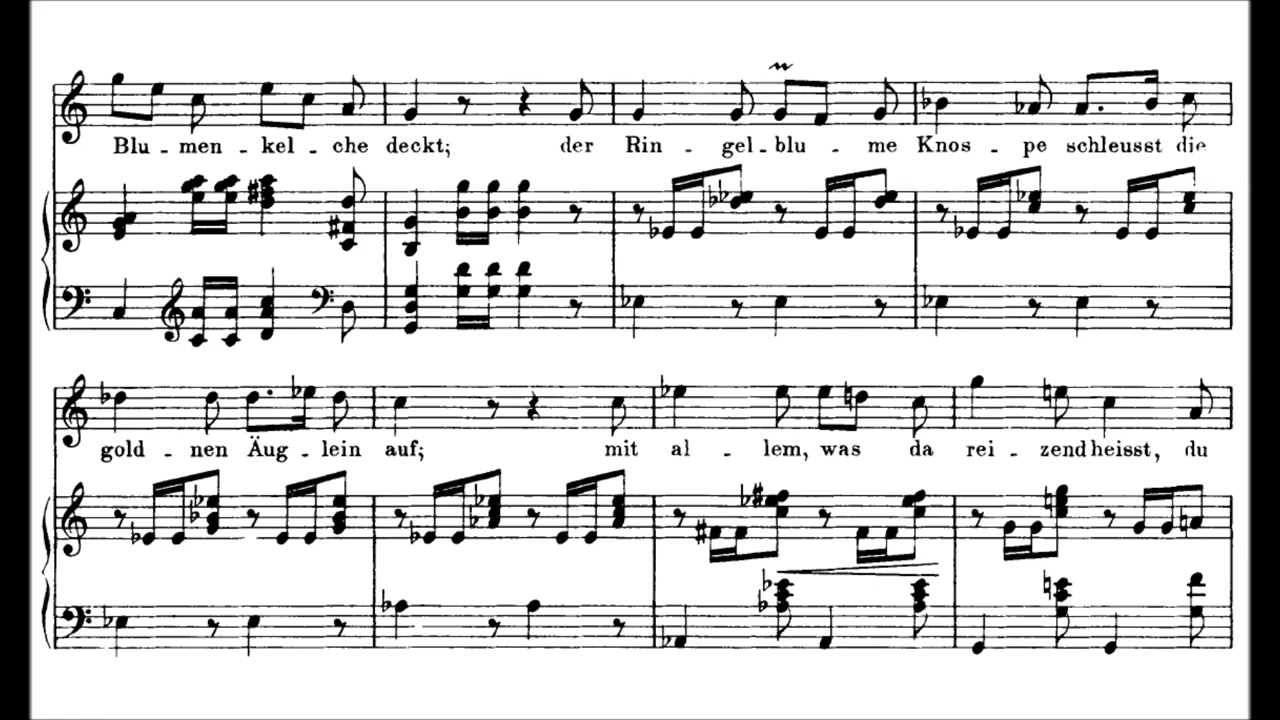 Blu - men - kel - che deckt; der Rin - gel - blu - me Knos - pe schleusst die
gold - nen Äug - lein auf; mit al - lem, was da rei - zend heisst, du